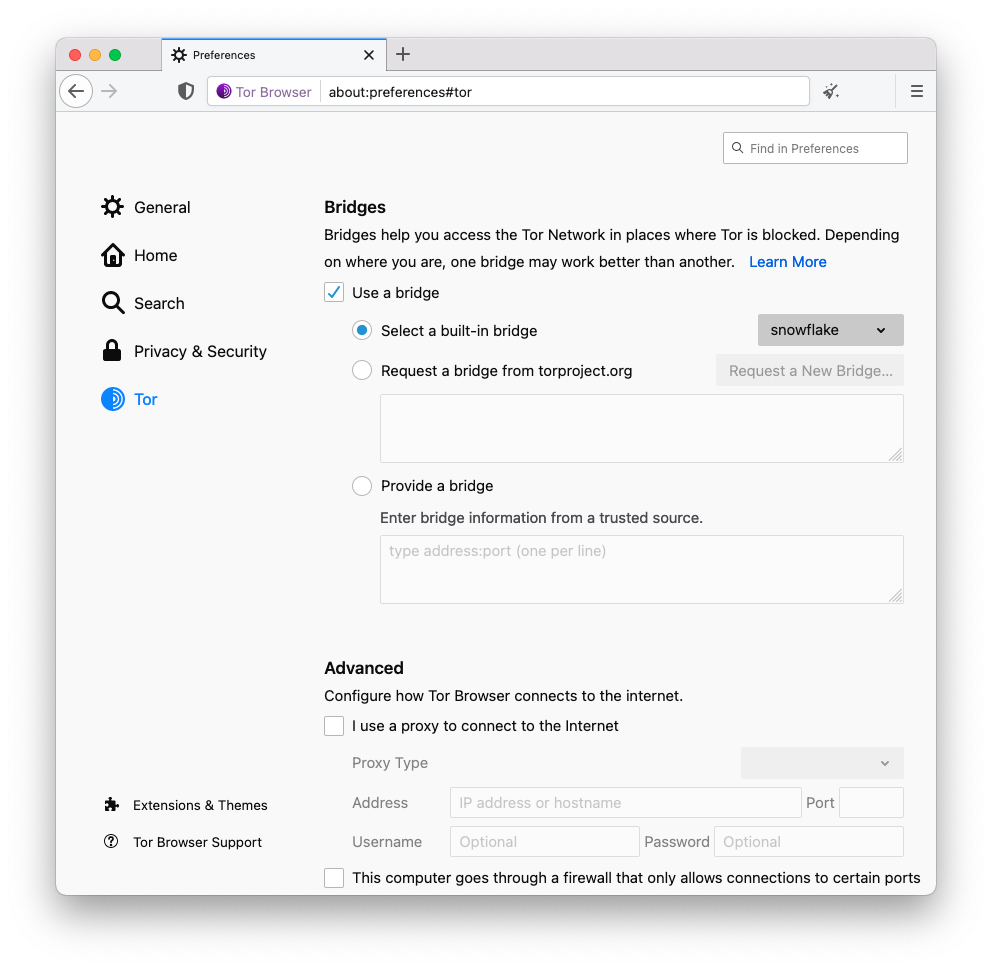 Preferences
Tor Browser about:preferences#tor
Find in Preferences
General
Home
Search
Privacy & Security
Tor
Extensions & Themes
Tor Browser Support
Bridges
Bridges help you access the Tor Network in places where Tor is blocked. Depending
on where you are, one bridge may work better than another. Learn More
Use a bridge
Select a built-in bridge snowflake
Request a bridge from torproject.org Request a New Bridge...
Provide a bridge
Enter bridge information from a trusted source.
type address:port (one per line)
Advanced
Configure how Tor Browser connects to the internet.
I use a proxy to connect to the Internet
Proxy Type
Address IP address or hostname Port
Username Optional Password Optional
This computer goes through a firewall that only allows connections to certain ports